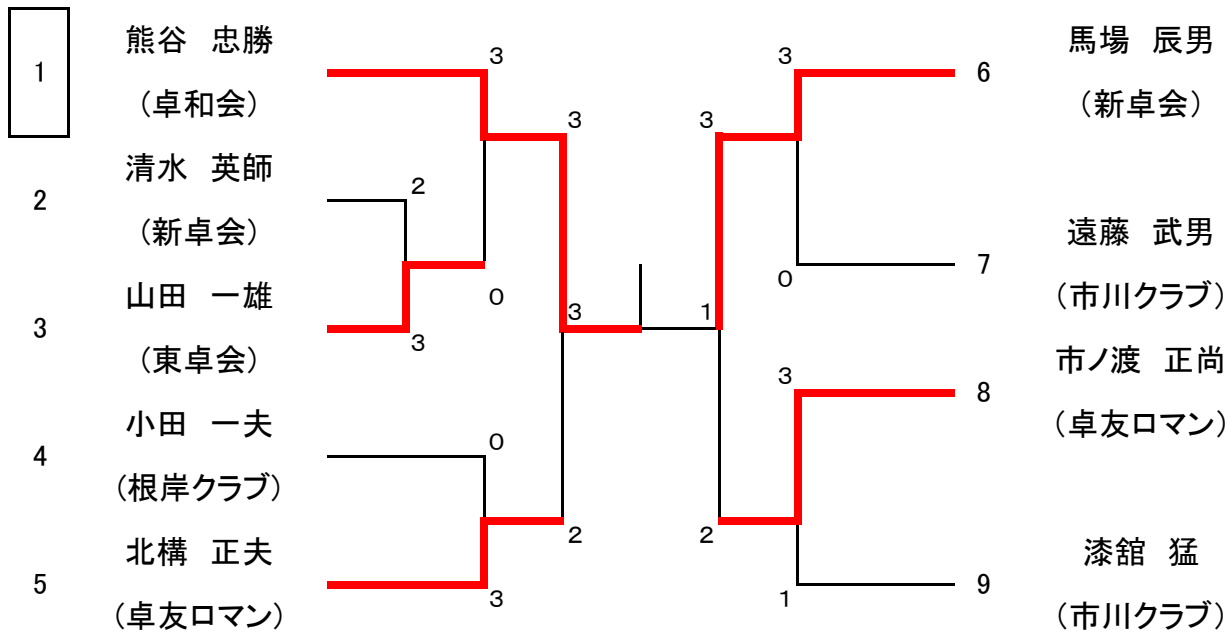 1
熊谷 忠勝
(卓和会)
2
清水 英師
(新卓会)
3
山田 一雄
(東卓会)
4
小田 一夫
(根岸クラブ)
5
北構 正夫
(卓友ロマン)
3
3
2
0
3
0
3
2
3
3
3
1
0
3
2
1
6
馬場 辰男
(新卓会)
7
遠藤 武男
(市川クラブ)
8
市ノ渡 正尚
(卓友ロマン)
9
漆舘 猛
(市川クラブ)